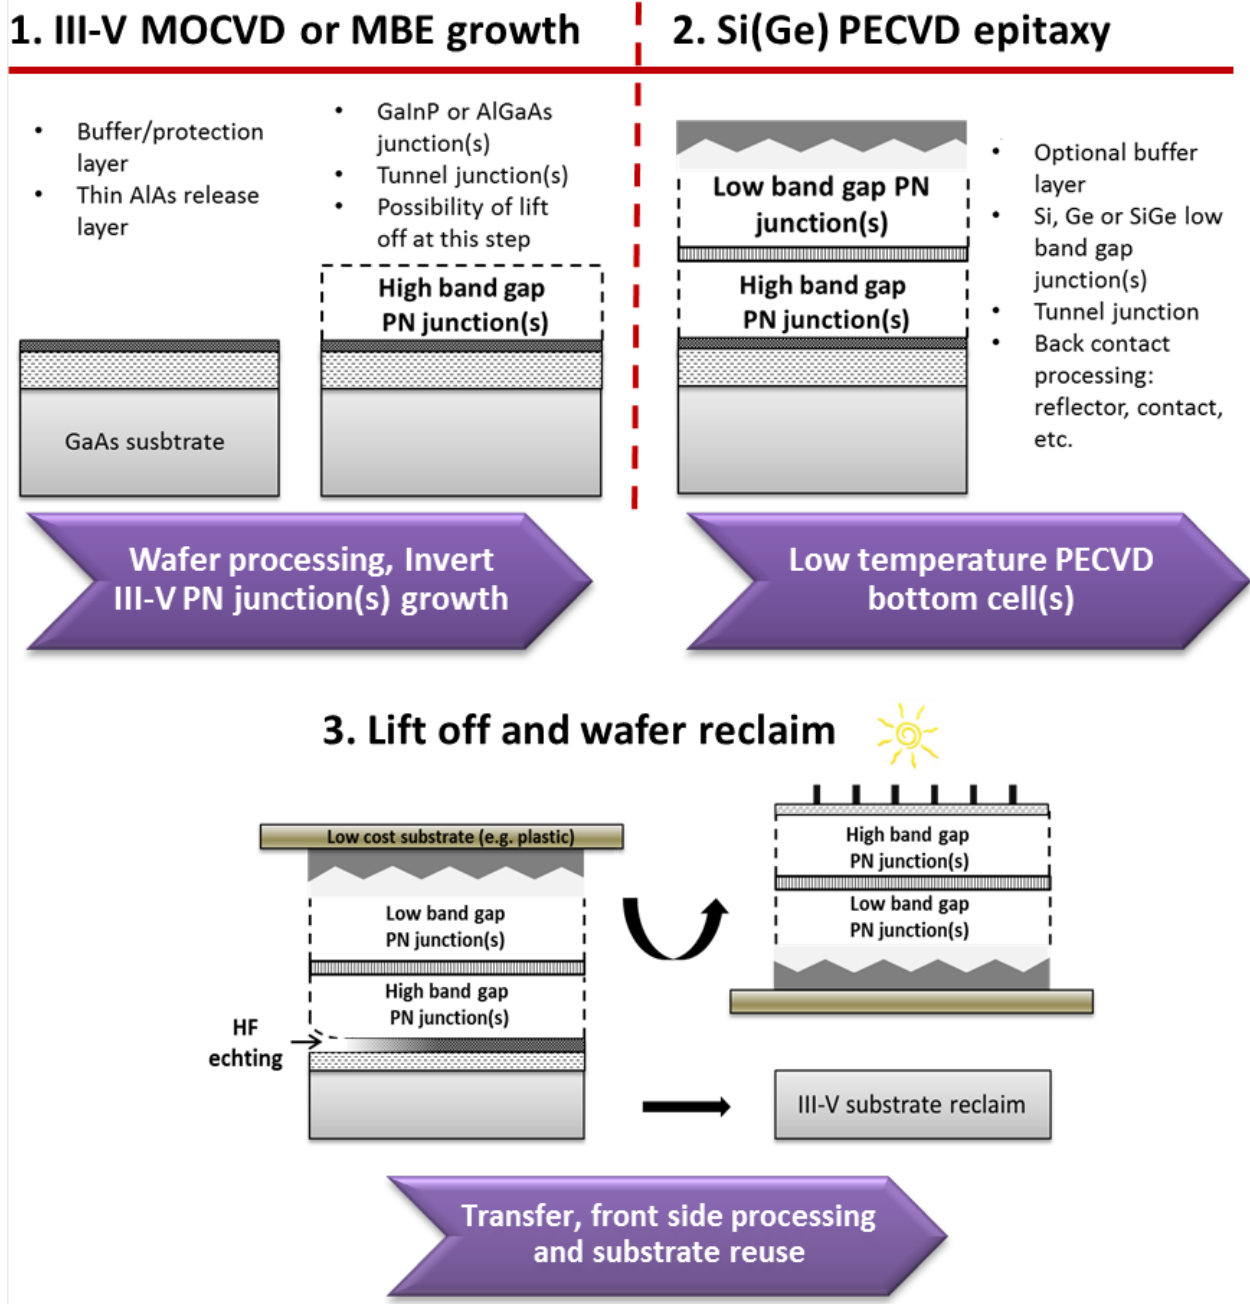 1. III-V MOCVD or MBE growth
• Buffer/protection
layer
• Thin AlAs release
layer
• GaInP or AlGaAs
junction(s)
• Tunnel junction(s)
• Possibility of lift
off at this step
High band gap
PN junction(s)
GaAs susbtrate
Wafer processing, Invert
III-V PN junction(s) growth
2. Si(Ge) PECVD epitaxy
Low band gap PN
junction(s)
High band gap
PN junction(s)
• Optional buffer
layer
• Si, Ge or SiGe low
band gap
junction(s)
• Tunnel junction
• Back contact
processing:
reflector, contact,
etc.
Low temperature PECVD
bottom cell(s)
3. Lift off and wafer reclaim
Low cost substrate (e.g. plastic)
Low band gap
PN junction(s)
High band gap
PN junction(s)
HF
echting
High band gap
PN junction(s)
Low band gap
PN junction(s)
III-V substrate reclaim
Transfer, front side processing
and substrate reuse